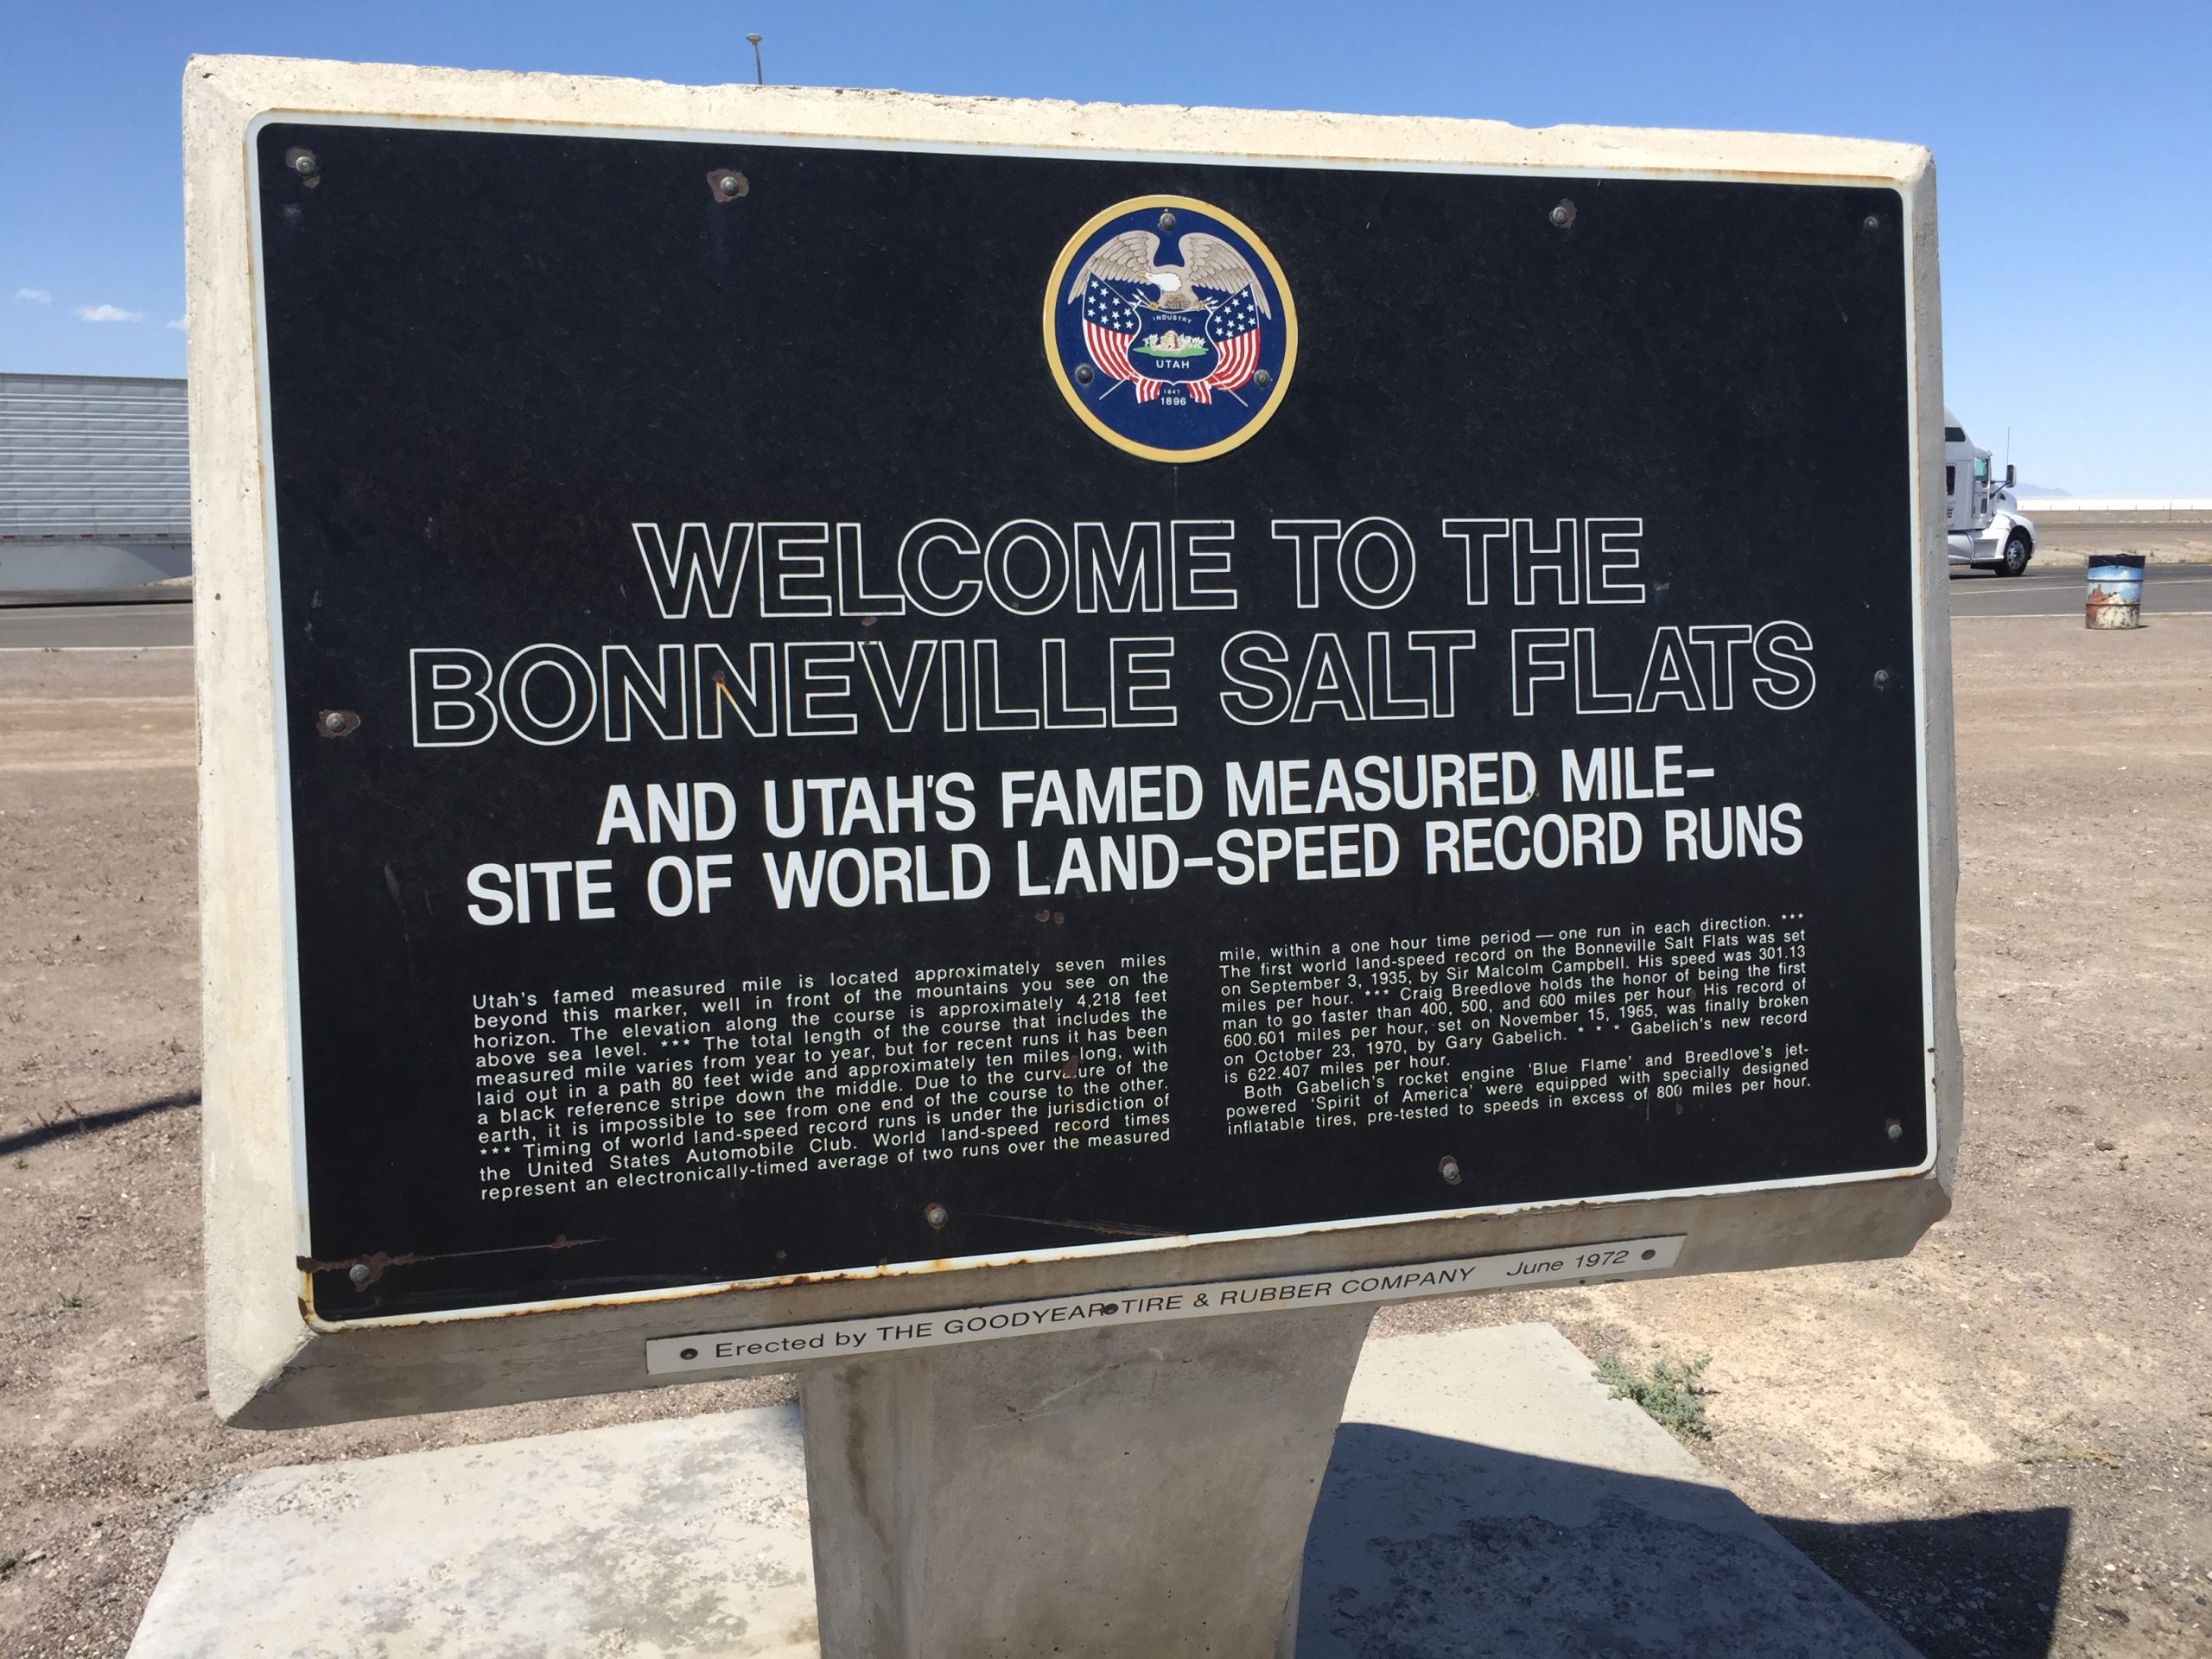 INDUSTRY
UTAH
1847
1896
WELCOME TO THE
BONNEVILLE SALT FLATS
AND UTAH'S FAMED MEASURED MILE–
SITE OF WORLD LAND–SPEED RECORD RUNS
Utah's famed measured mile is located approximately seven miles
beyond this marker, well in front of the mountains you see on the
horizon. The elevation along the course is approximately 4,218 feet
above sea level. *** The total length of the course that includes the
measured mile varies from year to year, but for recent runs it has been
laid out in a path 80 feet wide and approximately ten miles long, with
a black reference stripe down the middle. Due to the curvature of the
earth, it is impossible to see from one end of the course to the other.
*** Timing of world land-speed record runs is under the jurisdiction of
the United States Automobile Club. World land-speed record times
represent an electronically-timed average of two runs over the measured
mile, within a one hour time period — one run in each direction. ***
The first world land-speed record on the Bonneville Salt Flats was set
on September 3, 1935, by Sir Malcolm Campbell. His speed was 301.13
miles per hour. *** Craig Breedlove holds the honor of being the first
man to go faster than 400, 500, and 600 miles per hour. His record of
600.601 miles per hour, set on November 15, 1965, was finally broken
on October 23, 1970, by Gary Gabelich. * * * Gabelich's new record
is 622.407 miles per hour.
Both Gabelich's rocket engine 'Blue Flame' and Breedlove's jet-
powered 'Spirit of America' were equipped with specially designed
inflatable tires, pre-tested to speeds in excess of 800 miles per hour.
Erected by THE GOODYEAR TIRE & RUBBER COMPANY June 1972